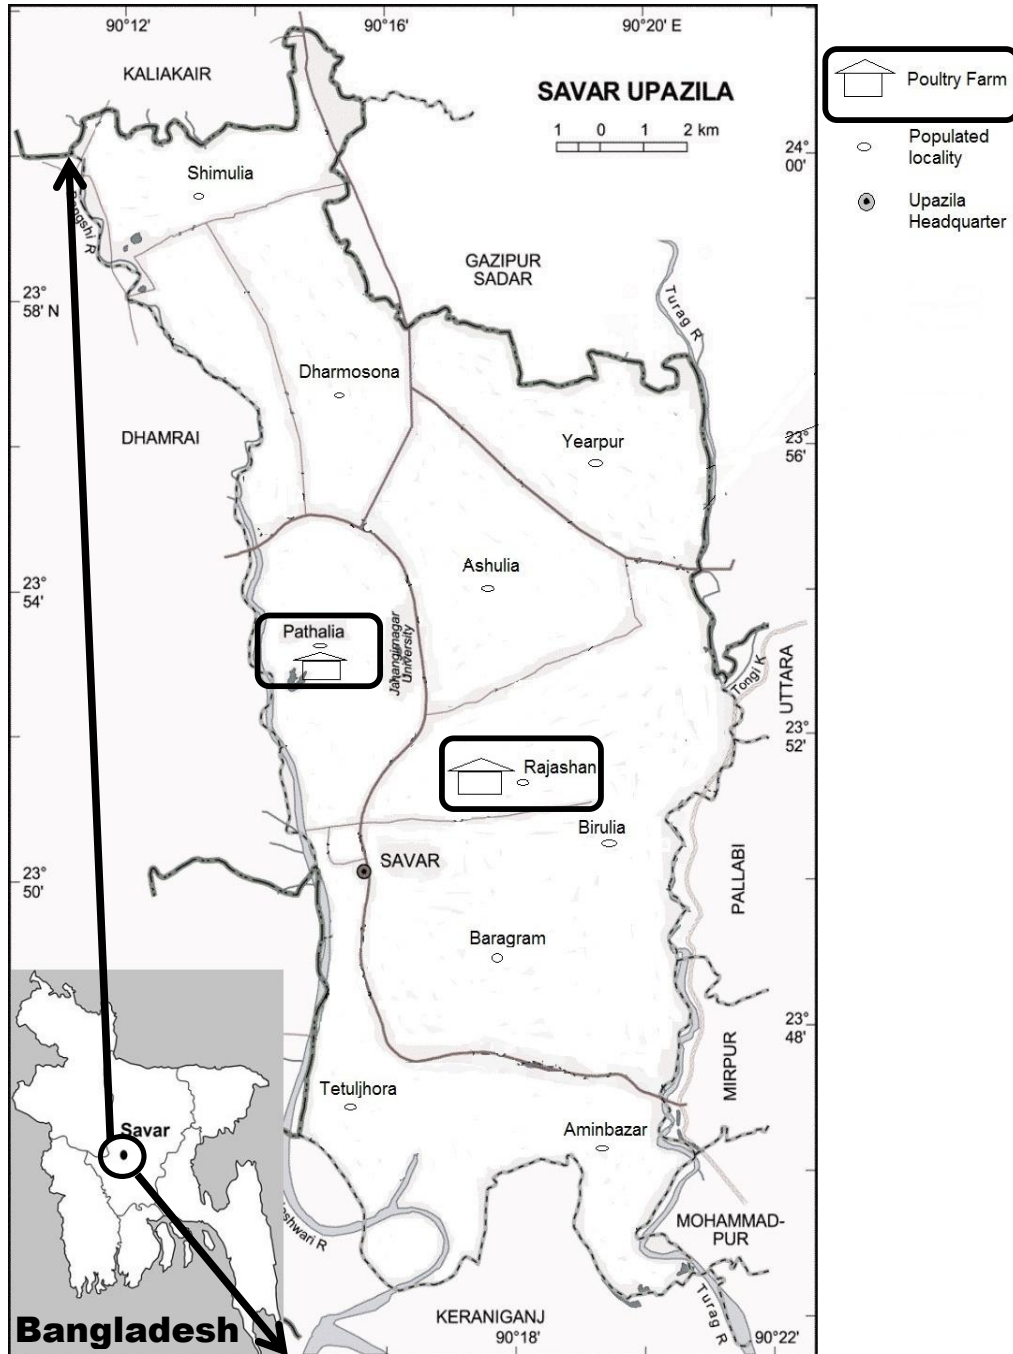 90°12'
90°16'
90°20' E
KALIAKAIR
SAVAR UPAZILA
1 0 1 2 km
Poultry Farm
Populated
locality
Upazila
Headquarter
24°
00'
Shimulia
Bangshi R
GAZIPUR
SADAR
23°
58' N
Turag R
Dharmosona
DHAMRAI
Yearpur
23°
56'
Ashulia
23°
54'
Pathalia
Jahangirnagar
University
Tongi K
UTTARA
23°
52'
Rajashan
Birulia
SAVAR
23°
50'
PALLABI
Baragram
23°
48'
MIRPUR
Tetuljhora
Aminbazar
Savar
MOHAMMAD-
PUR
eshwari R
Turag R
KERANIGANJ
Bangladesh
90°18'
90°22'